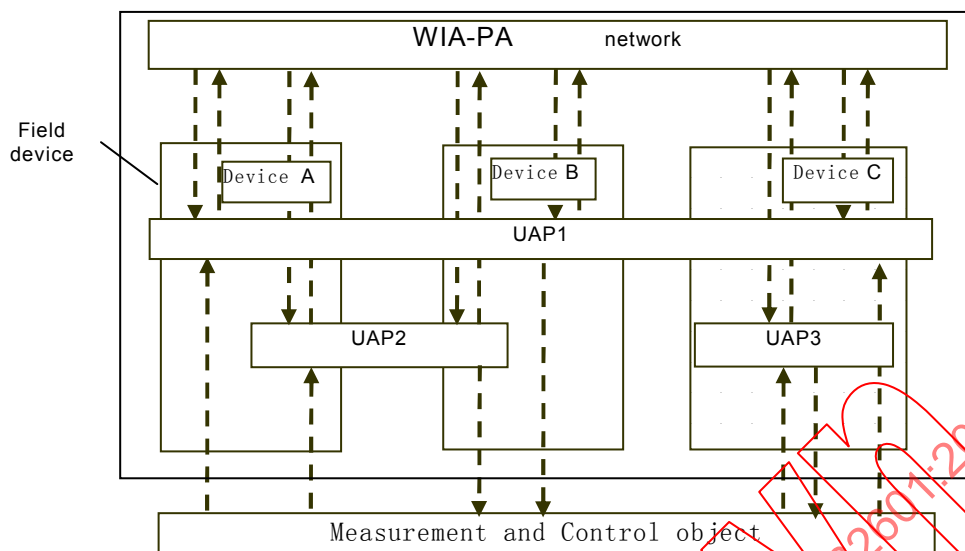 WIA-PA network
Field
device
Device A
Device B
Device C
UAP1
UAP2
UAP3
Measurement and Control object